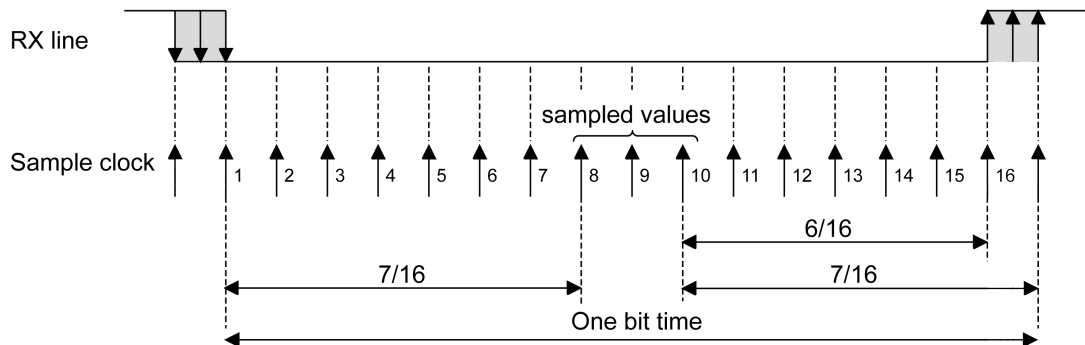 RX line
sampled values
Sample clock
1 2 3 4 5 6 7 8 9 10 11 12 13 14 15 16
6/16
7/16 7/16
One bit time